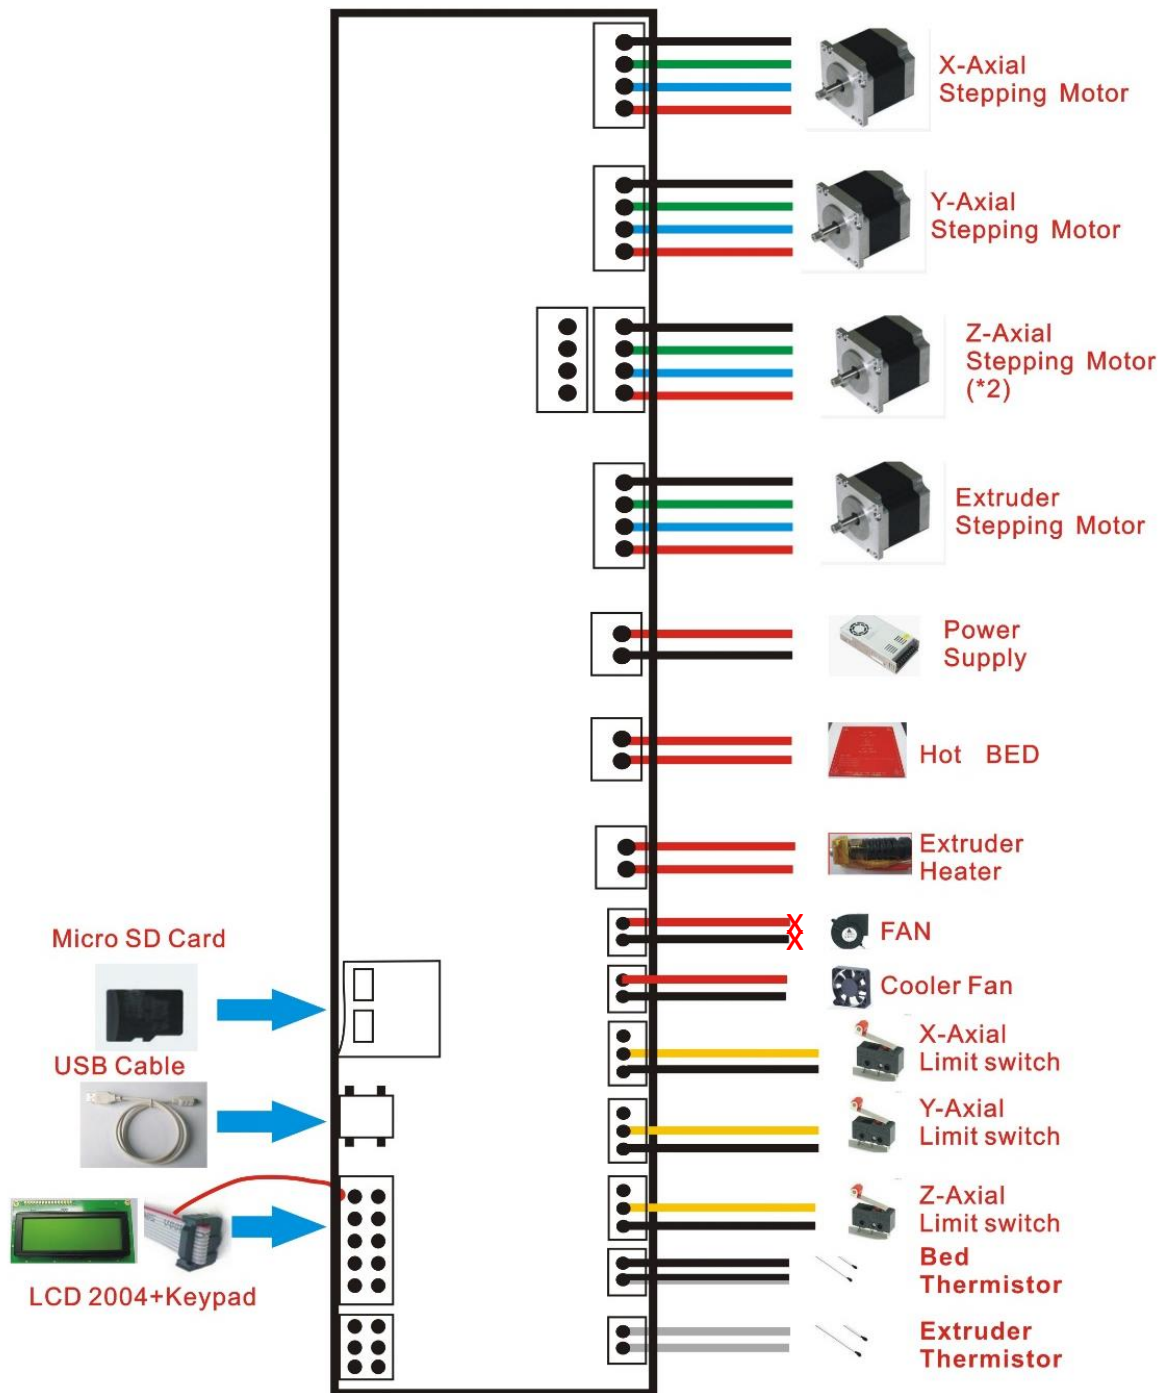 X-Axial
Stepping Motor
Y-Axial
Stepping Motor
Z-Axial
Stepping Motor
(*2)
Extruder
Stepping Motor
Power
Supply
Hot BED
Extruder
Heater
X
X
FAN
Cooler Fan
X-Axial
Limit switch
Y-Axial
Limit switch
Z-Axial
Limit switch
Bed
Thermistor
Extruder
Thermistor
Micro SD Card
USB Cable
LCD 2004+Keypad